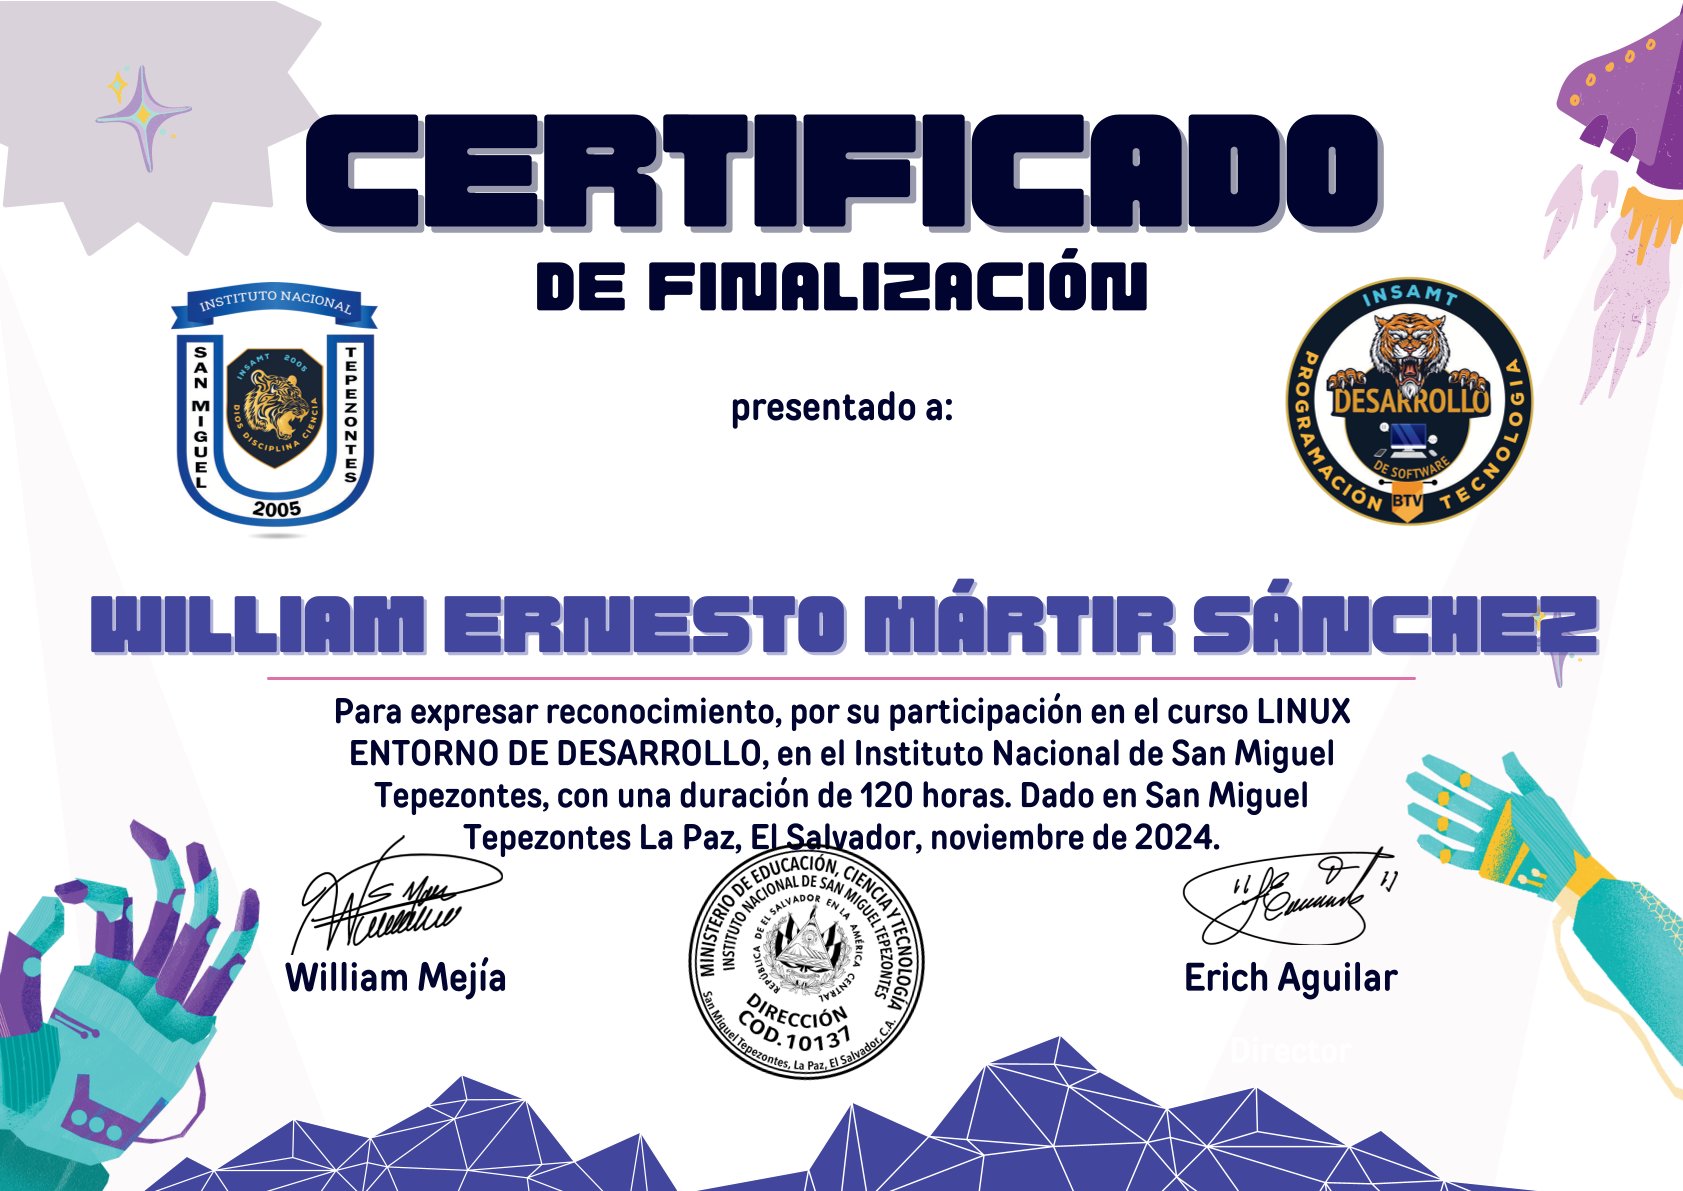 CERTIFICADO
DE FINALIZACIÓN
INSTITUTO NACIONAL
SAN MIGUEL
TEPEZONTES
INSAMT 2005
DIOS DISCIPLINA CIENCIA
2005
INSAMT
PROGRAMACIÓN
TECNOLOGIA
DESARROLLO
DE SOFTWARE
BTV
presentado a:
WILLIAM ERNESTO MÁRTIR SÁNCHEZ
Para expresar reconocimiento, por su participación en el curso LINUX
ENTORNO DE DESARROLLO, en el Instituto Nacional de San Miguel
Tepezontes, con una duración de 120 horas. Dado en San Miguel
Tepezontes La Paz, El Salvador, noviembre de 2024.
MINISTERIO DE EDUCACIÓN, CIENCIA Y TECNOLOGÍA
INSTITUTO NACIONAL DE SAN MIGUEL TEPEZONTES
REPÚBLICA DE EL SALVADOR EN LA AMÉRICA CENTRAL
DIRECCIÓN
COD. 10137
San Miguel Tepezontes, La Paz, El Salvador, C.A.
William Mejía
Erich Aguilar
Director